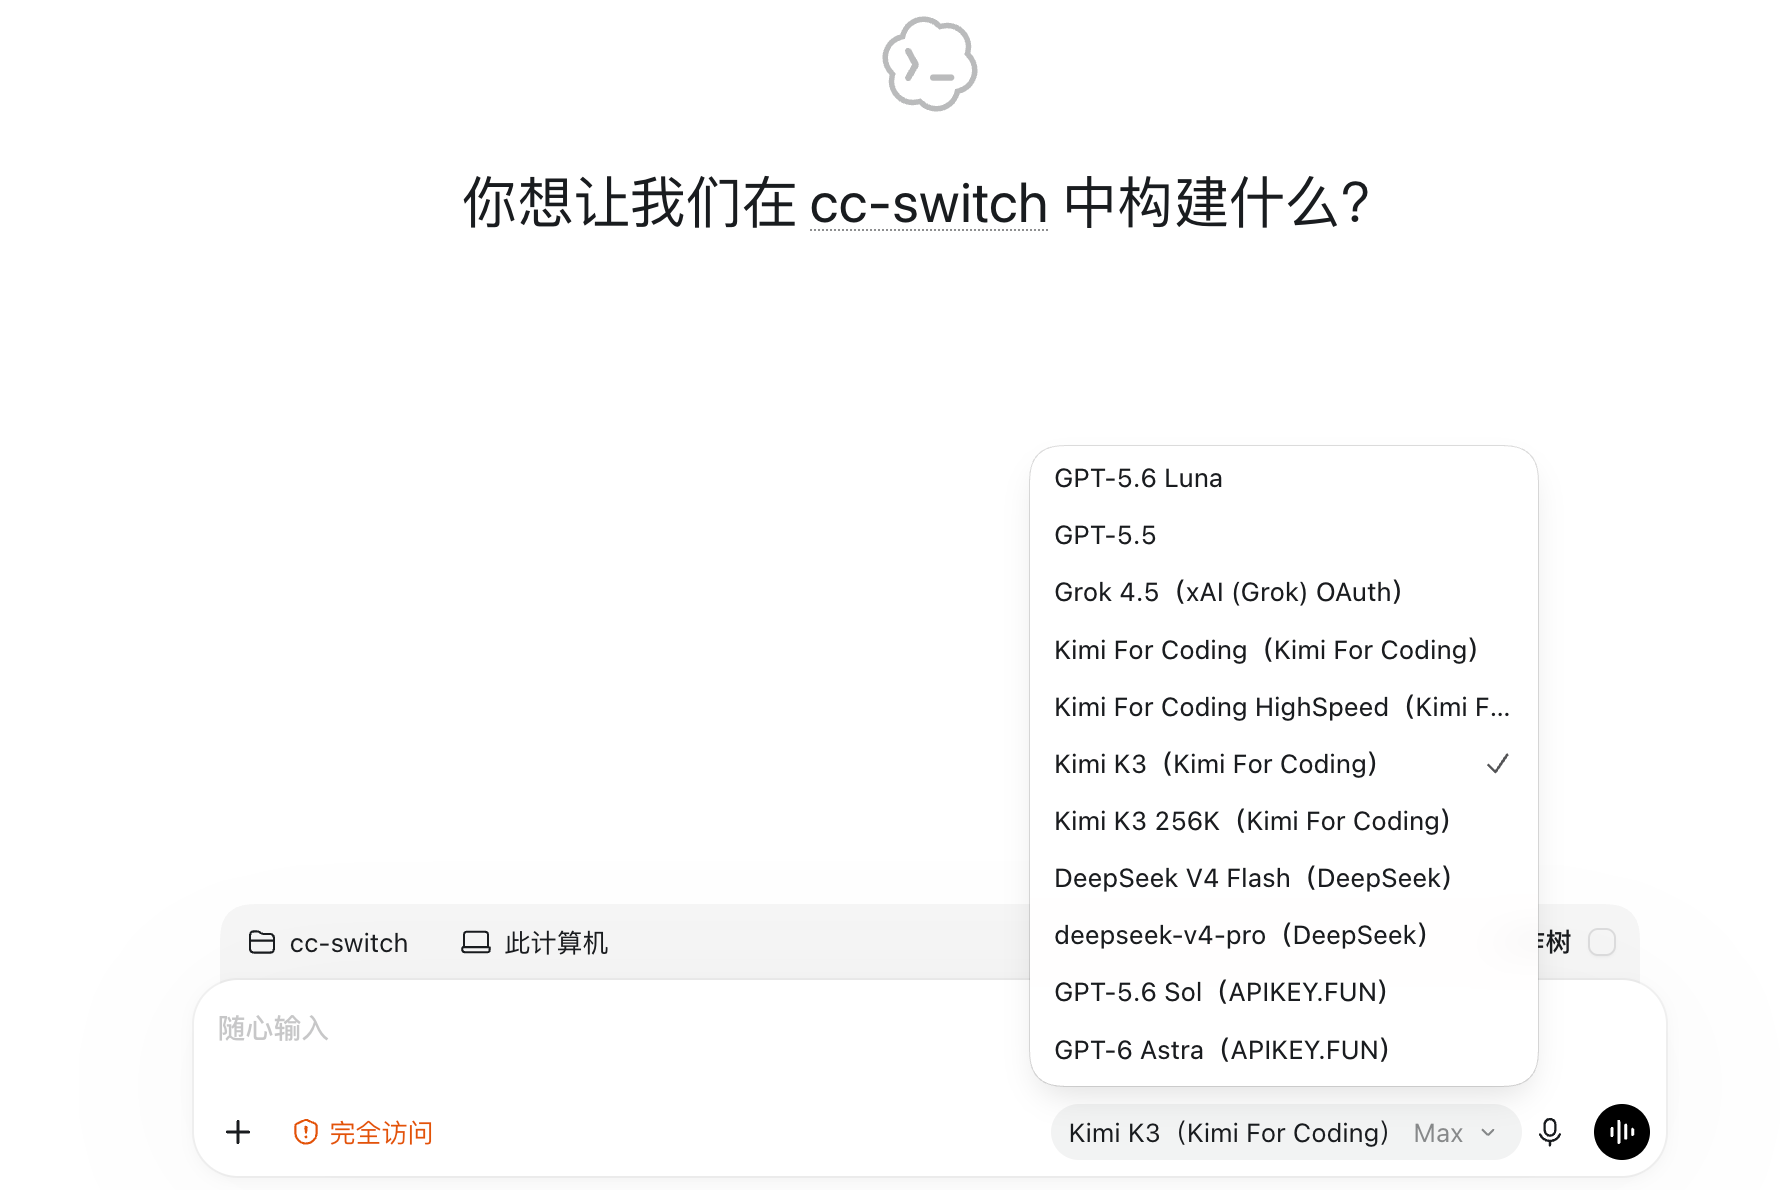 你想让我们在 cc-switch 中构建什么?
GPT-5.6 Luna
GPT-5.5
Grok 4.5（xAI (Grok) OAuth）
Kimi For Coding（Kimi For Coding）
Kimi For Coding HighSpeed（Kimi F...
Kimi K3（Kimi For Coding）
Kimi K3 256K（Kimi For Coding）
DeepSeek V4 Flash（DeepSeek）
deepseek-v4-pro（DeepSeek）
GPT-5.6 Sol（APIKEY.FUN）
GPT-6 Astra（APIKEY.FUN）
cc-switch 此计算机 树
随心输入
完全访问 Kimi K3（Kimi For Coding） Max